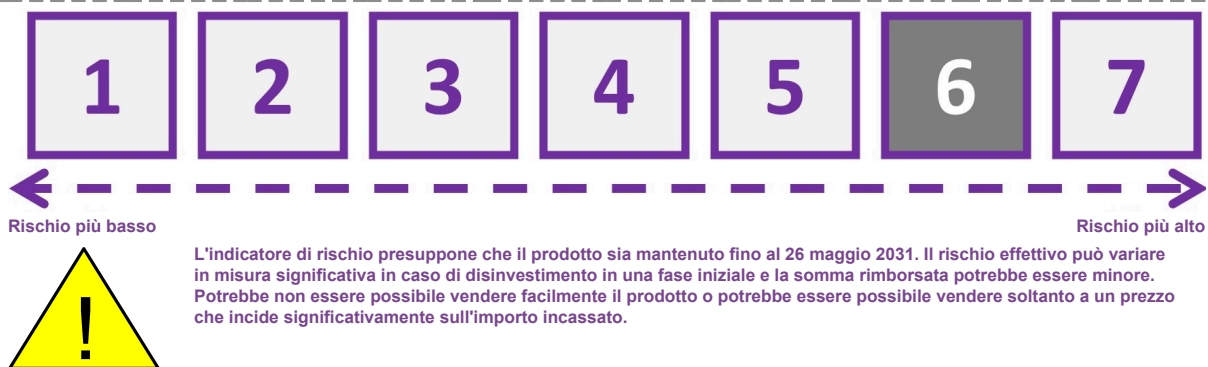 1 2 3 4 5 6 7
Rischio più basso Rischio più alto
L'indicatore di rischio presuppone che il prodotto sia mantenuto fino al 26 maggio 2031. Il rischio effettivo può variare
in misura significativa in caso di disinvestimento in una fase iniziale e la somma rimborsata potrebbe essere minore.
Potrebbe non essere possibile vendere facilmente il prodotto o potrebbe essere possibile vendere soltanto a un prezzo
che incide significativamente sull'importo incassato.
!